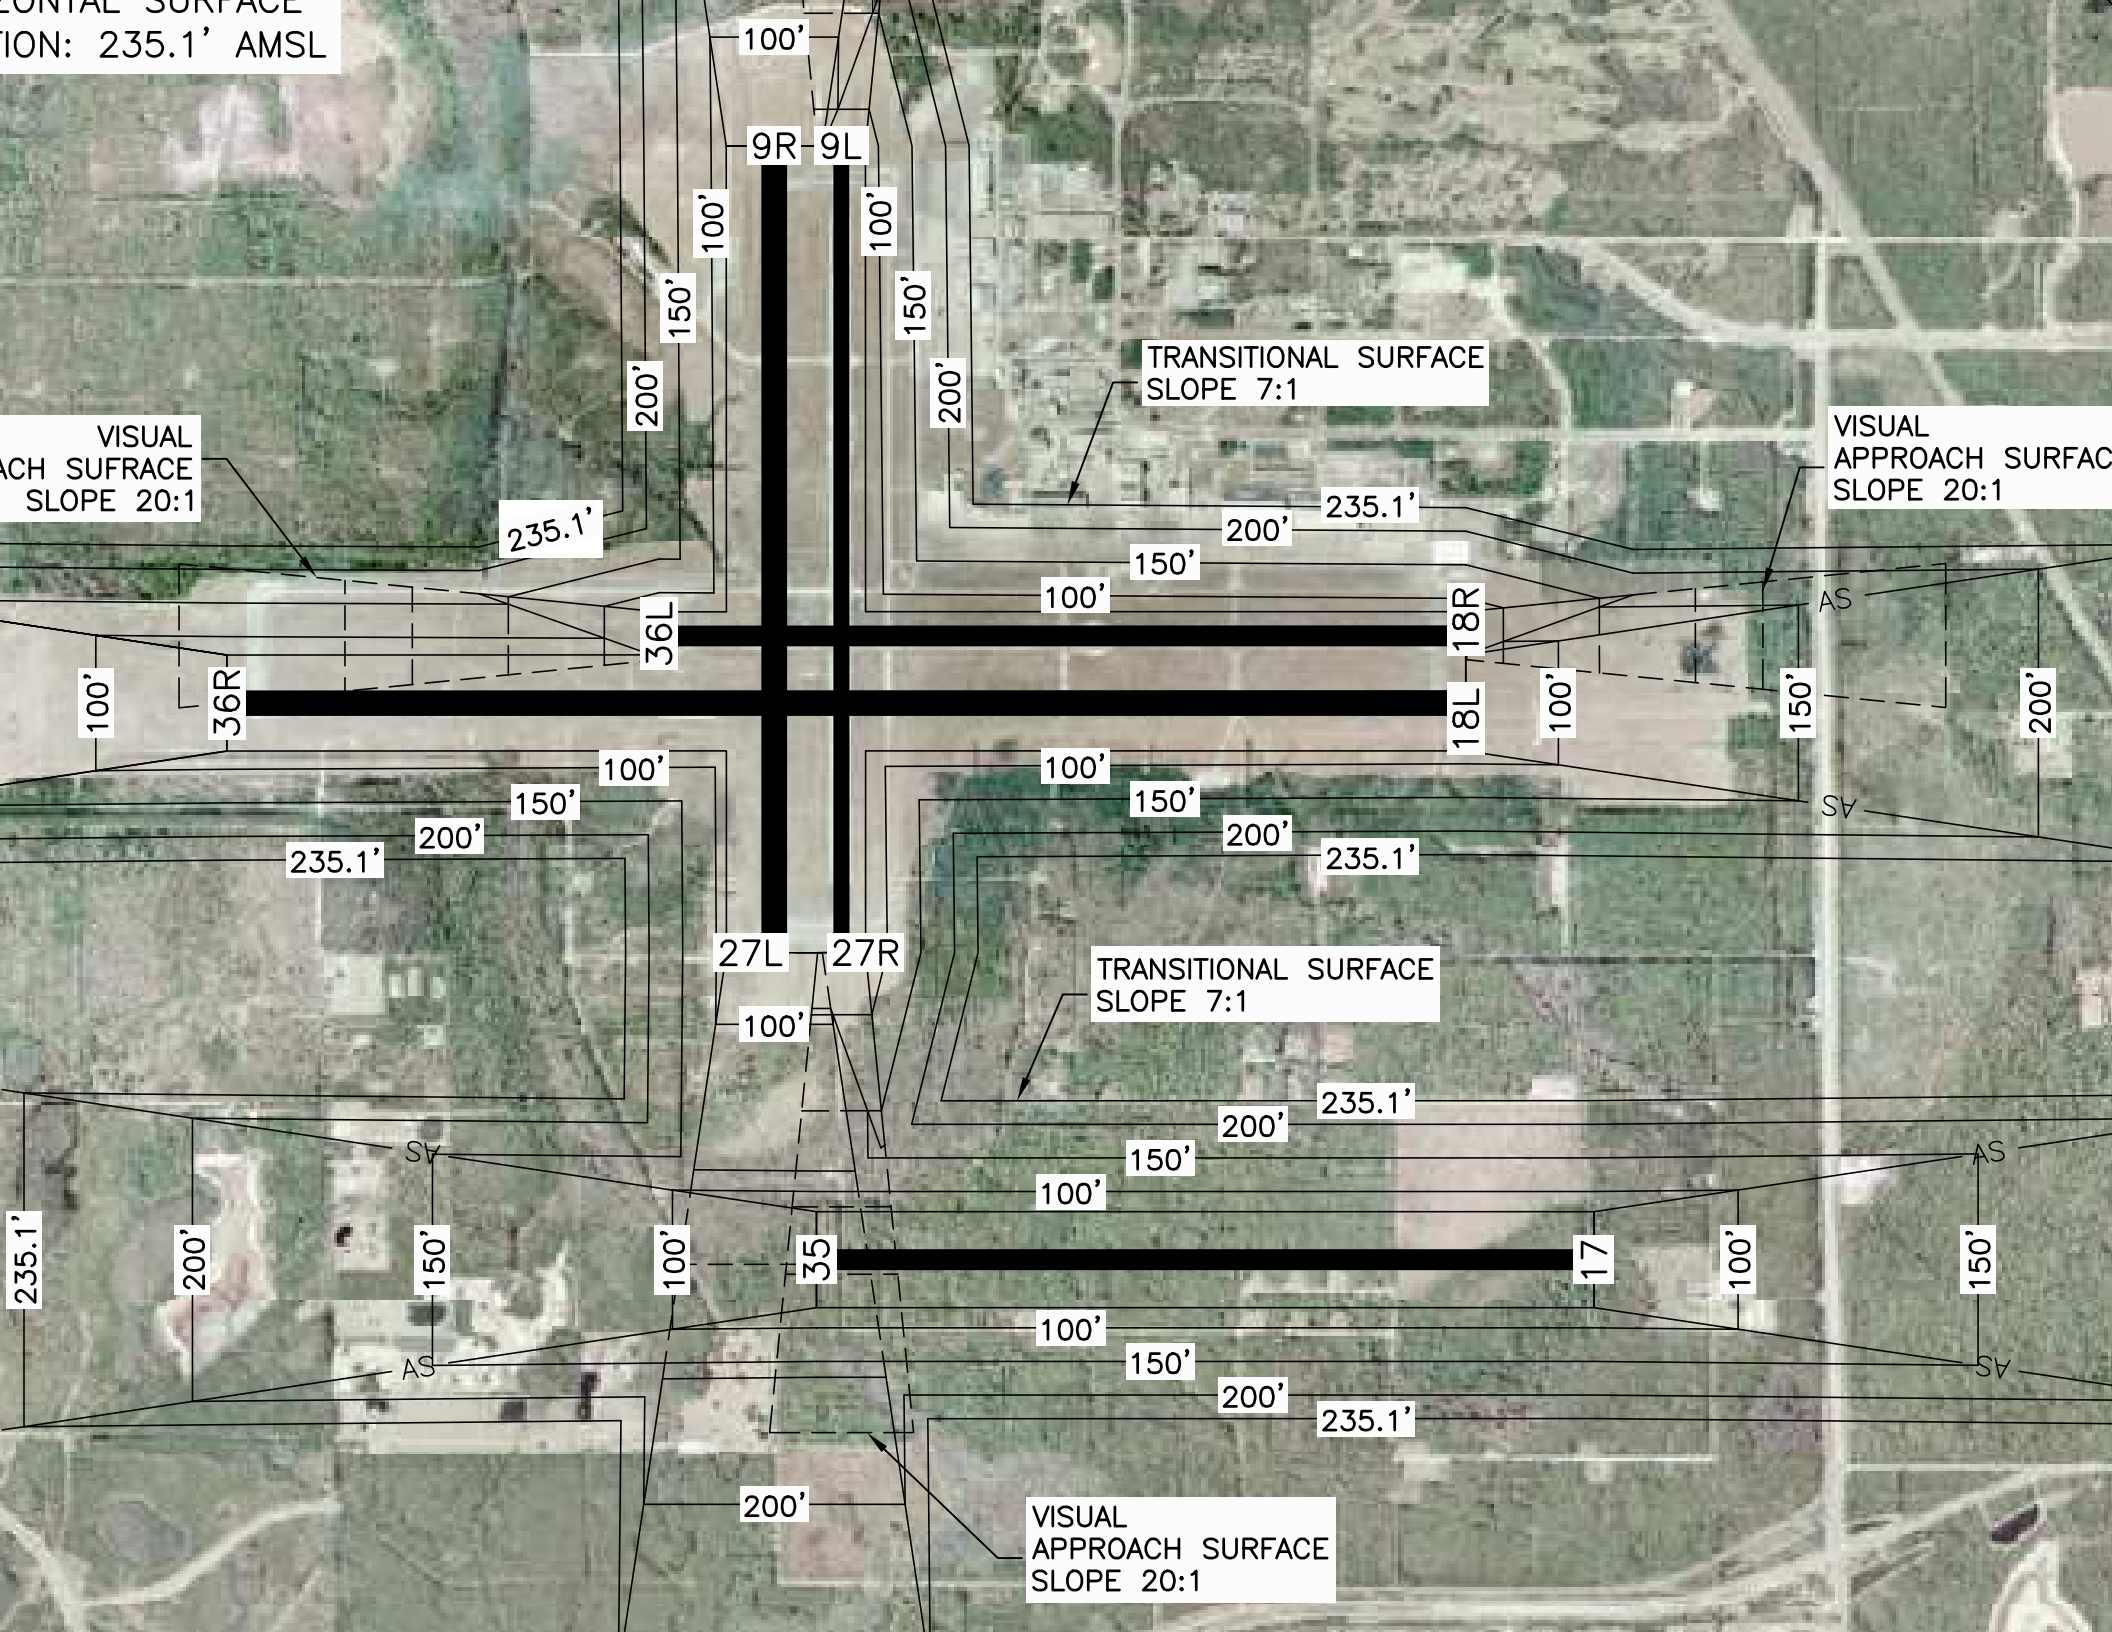 ZONTAL SURFACE
TION: 235.1' AMSL
100'
9R
9L
100'
100'
150'
150'
200'
200'
TRANSITIONAL SURFACE
SLOPE 7:1
VISUAL
ACH SUFRACE
SLOPE 20:1
VISUAL
APPROACH SURFAC
SLOPE 20:1
235.1'
235.1'
200'
150'
100'
36L
18R
AS
100'
36R
18L
100'
150'
200'
100'
100'
150'
150'
AS
200'
200'
235.1'
235.1'
27L
27R
TRANSITIONAL SURFACE
SLOPE 7:1
100'
235.1'
200'
AS
150'
AS
100'
235.1'
200'
150'
100'
35
17
100'
150'
100'
150'
AS
AS
200'
235.1'
200'
VISUAL
APPROACH SURFACE
SLOPE 20:1